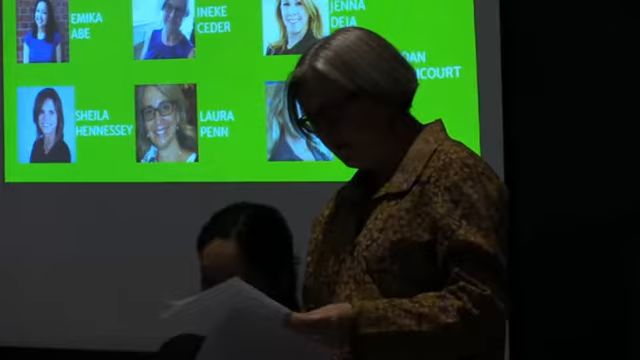 EMIKA
ABE
INEKE
CEDER
JENNA
DEIA
SHEILA
HENNESSEY
LAURA
PENN